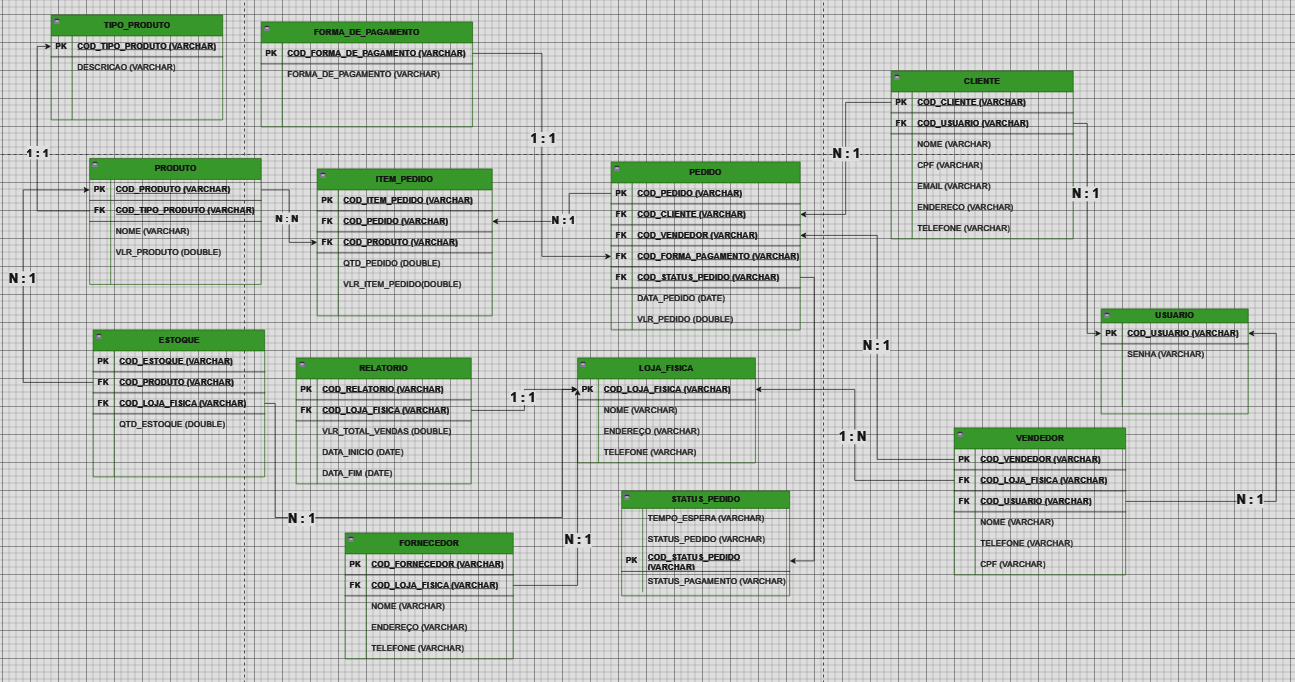 TIPO_PRODUTO
PK COD_TIPO_PRODUTO (VARCHAR)
DESCRICAO (VARCHAR)
FORMA_DE_PAGAMENTO
PK COD_FORMA_DE_PAGAMENTO (VARCHAR)
FORMA_DE_PAGAMENTO (VARCHAR)
CLIENTE
PK COD_CLIENTE (VARCHAR)
FK COD_USUARIO (VARCHAR)
NOME (VARCHAR)
CPF (VARCHAR)
EMAIL (VARCHAR)
ENDERECO (VARCHAR)
TELEFONE (VARCHAR)
1:1
1:1
N:1
N:1
PRODUTO
PK COD_PRODUTO (VARCHAR)
FK COD_TIPO_PRODUTO (VARCHAR)
NOME (VARCHAR)
VLR_PRODUTO (DOUBLE)
N:N
ITEM_PEDIDO
PK COD_ITEM_PEDIDO (VARCHAR)
FK COD_PEDIDO (VARCHAR)
FK COD_PRODUTO (VARCHAR)
QTD_PEDIDO (DOUBLE)
VLR_ITEM_PEDIDO(DOUBLE)
N:1
PEDIDO
PK COD_PEDIDO (VARCHAR)
FK COD_CLIENTE (VARCHAR)
FK COD_VENDEDOR (VARCHAR)
FK COD_FORMA_PAGAMENTO (VARCHAR)
FK COD_STATUS_PEDIDO (VARCHAR)
DATA_PEDIDO (DATE)
VLR_PEDIDO (DOUBLE)
N:1
N:1
USUARIO
PK COD_USUARIO (VARCHAR)
SENHA (VARCHAR)
ESTOQUE
PK COD_ESTOQUE (VARCHAR)
FK COD_PRODUTO (VARCHAR)
FK COD_LOJA_FISICA (VARCHAR)
QTD_ESTOQUE (DOUBLE)
RELATORIO
PK COD_RELATORIO (VARCHAR)
FK COD_LOJA_FISICA (VARCHAR)
VLR_TOTAL_VENDAS (DOUBLE)
DATA_INICIO (DATE)
DATA_FIM (DATE)
1:1
LOJA_FISICA
PK COD_LOJA_FISICA (VARCHAR)
NOME (VARCHAR)
ENDEREÇO (VARCHAR)
TELEFONE (VARCHAR)
1:N
VENDEDOR
PK COD_VENDEDOR (VARCHAR)
FK COD_LOJA_FISICA (VARCHAR)
FK COD_USUARIO (VARCHAR)
NOME (VARCHAR)
TELEFONE (VARCHAR)
CPF (VARCHAR)
N:1
N:1
N:1
STATUS_PEDIDO
TEMPO_ESPERA (VARCHAR)
STATUS_PEDIDO (VARCHAR)
PK COD_STATUS_PEDIDO
(VARCHAR)
STATUS_PAGAMENTO (VARCHAR)
FORNECEDOR
PK COD_FORNECEDOR (VARCHAR)
FK COD_LOJA_FISICA (VARCHAR)
NOME (VARCHAR)
ENDEREÇO (VARCHAR)
TELEFONE (VARCHAR)